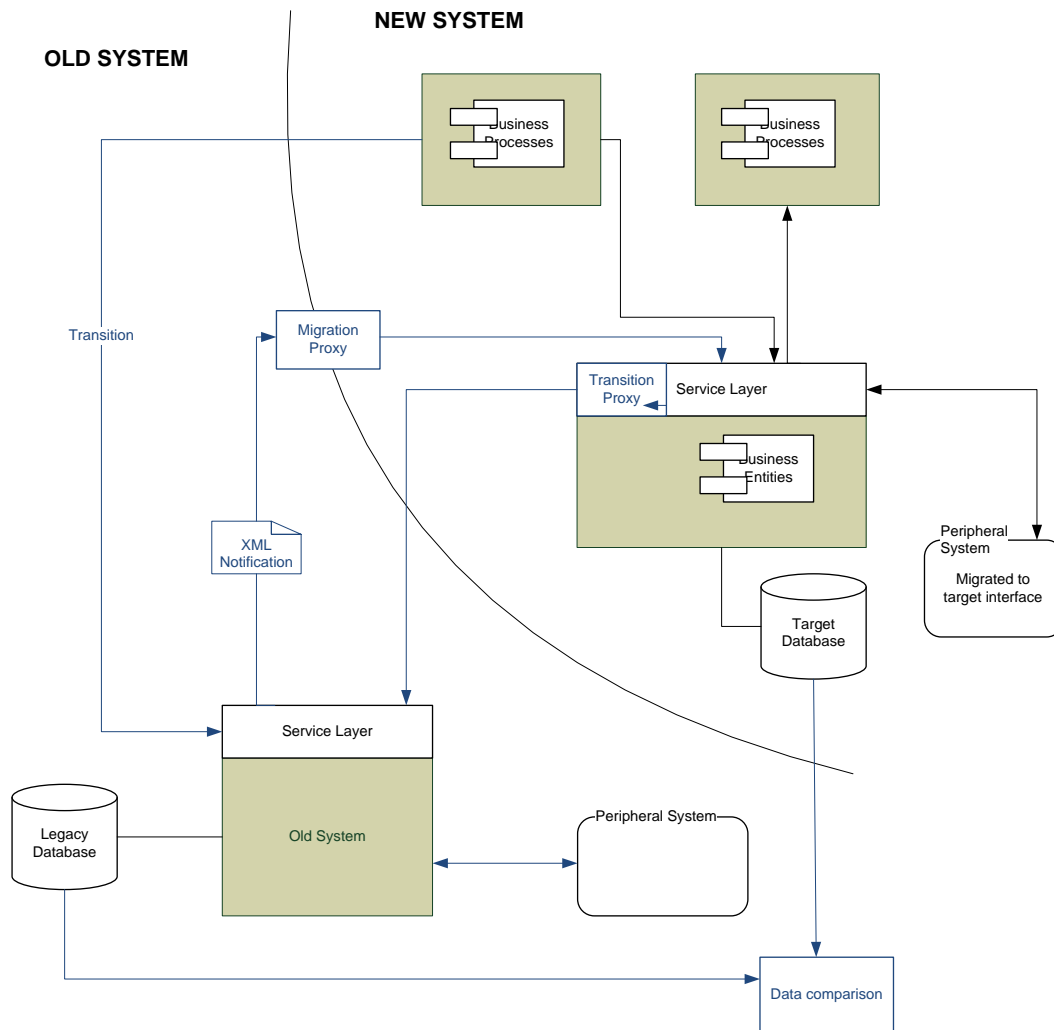 NEW SYSTEM
OLD SYSTEM
Business
Processes
Business
Processes
Transition
Migration
Proxy
Transition
Proxy
Service Layer
Business
Entities
XML
Notification
Peripheral
System
Migrated to
target interface
Target
Database
Service Layer
Legacy
Database
Old System
Peripheral System
Data comparison